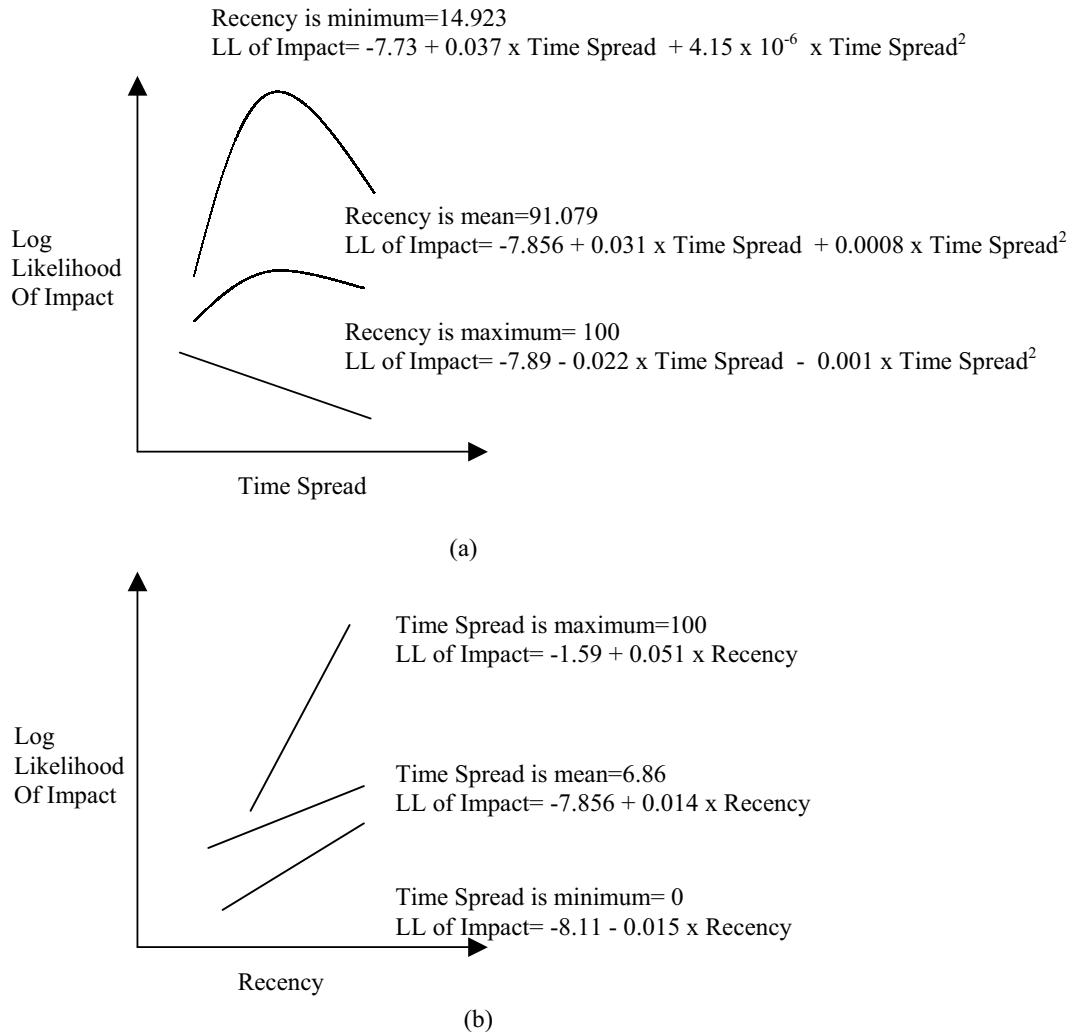 Recency is minimum=14.923
LL of Impact= -7.73 + 0.037 x Time Spread + 4.15 x 10⁻⁶ x Time Spread²
Log
Likelihood
Of Impact
Recency is mean=91.079
LL of Impact= -7.856 + 0.031 x Time Spread + 0.0008 x Time Spread²
Recency is maximum= 100
LL of Impact= -7.89 - 0.022 x Time Spread - 0.001 x Time Spread²
Time Spread
(a)
Time Spread is maximum=100
LL of Impact= -1.59 + 0.051 x Recency
Log
Likelihood
Of Impact
Time Spread is mean=6.86
LL of Impact= -7.856 + 0.014 x Recency
Time Spread is minimum= 0
LL of Impact= -8.11 - 0.015 x Recency
Recency
(b)